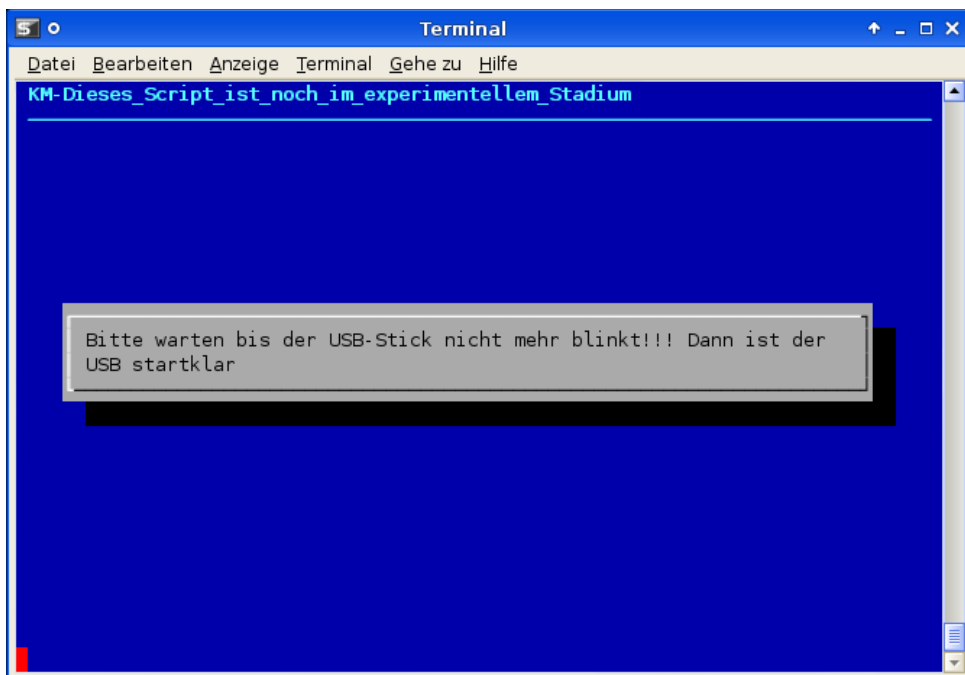 Terminal
Datei Bearbeiten Anzeige Terminal Gehe zu Hilfe
KM-Dieses_Script_ist_noch_im_experimentellem_Stadium
Bitte warten bis der USB-Stick nicht mehr blinkt!!! Dann ist der
USB startklar